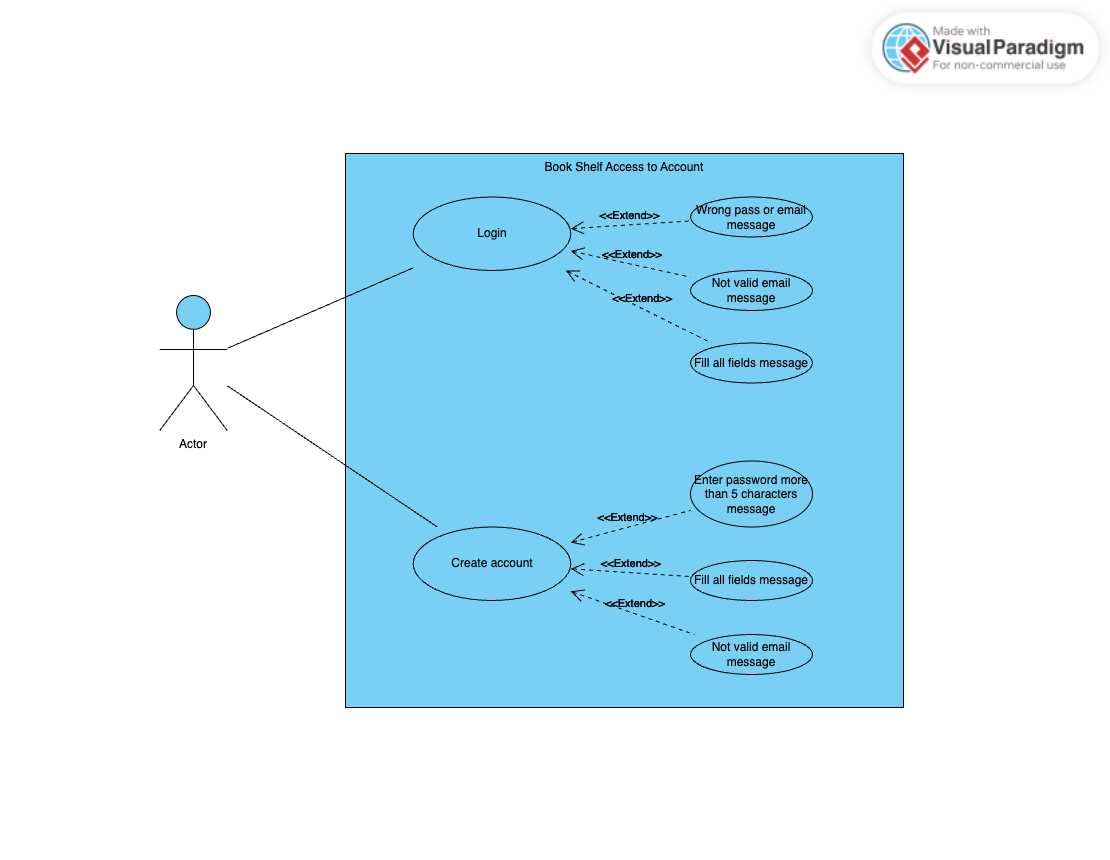 Made with
Visual Paradigm
For non-commercial use
Book Shelf Access to Account
Login
<<Extend>>
Wrong pass or email
message
<<Extend>>
Not valid email
message
<<Extend>>
Fill all fields message
Actor
Create account
<<Extend>>
Enter password more
than 5 characters
message
<<Extend>>
Fill all fields message
<<Extend>>
Not valid email
message